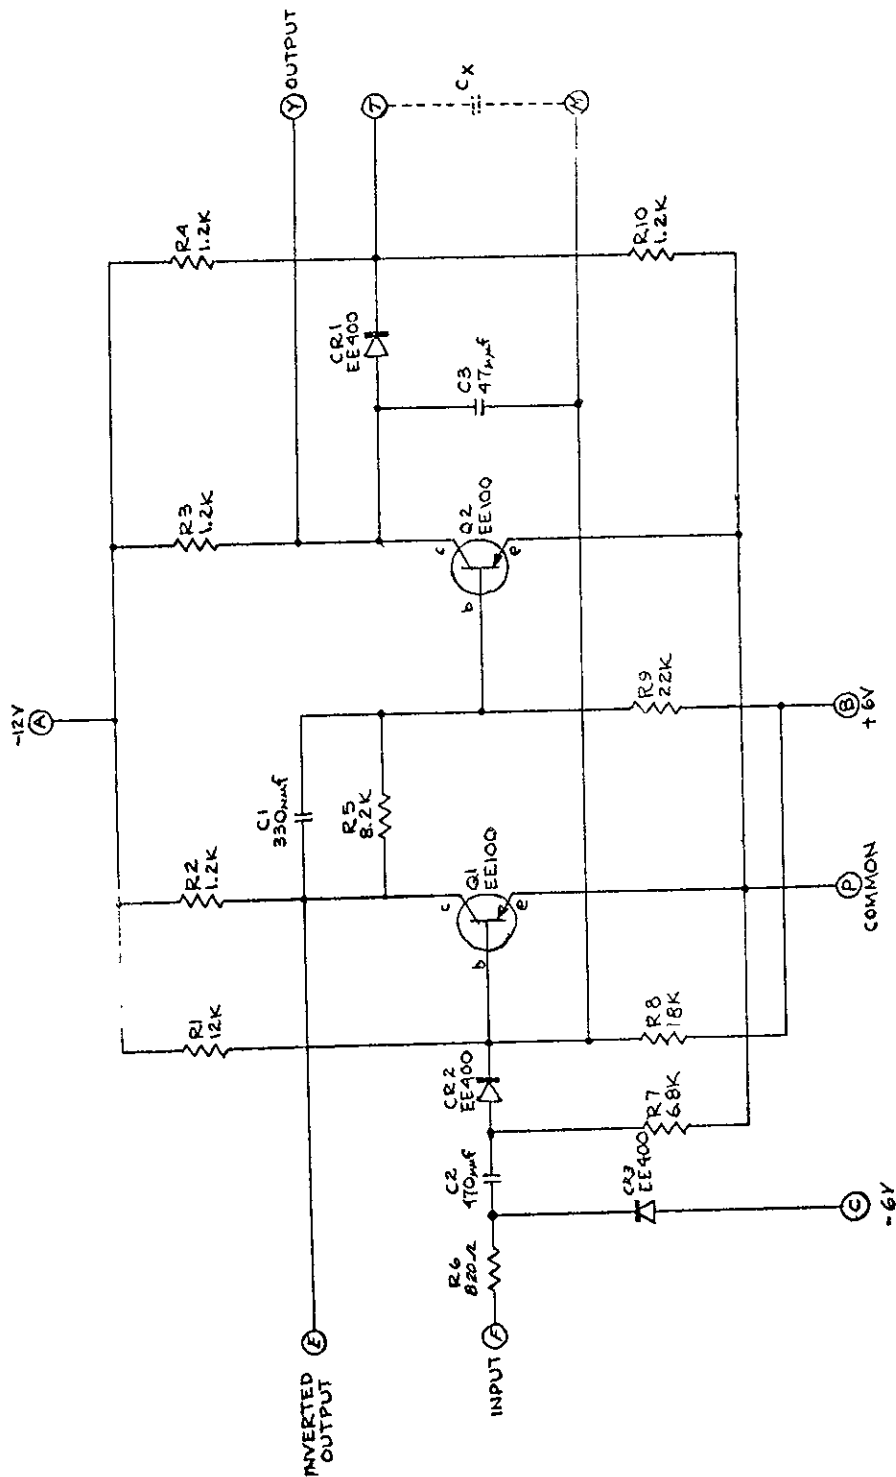 -12V
A
R1
12K
R2
1.2K
R3
1.2K
R4
1.2K
INVERTED
OUTPUT
E
C1
330μμf
Y OUTPUT
R5
8.2K
CR1
EE400
J
C3
47μμf
Cx
INPUT F
R6
820Ω
C2
470μμf
CR2
EE400
b
c
e
Q1
EE100
b
c
e
Q2
EE100
M
CR3
EE400
R7
68K
R8
18K
R9
22K
R10
1.2K
C
-6V
P
COMMON
B
+6V